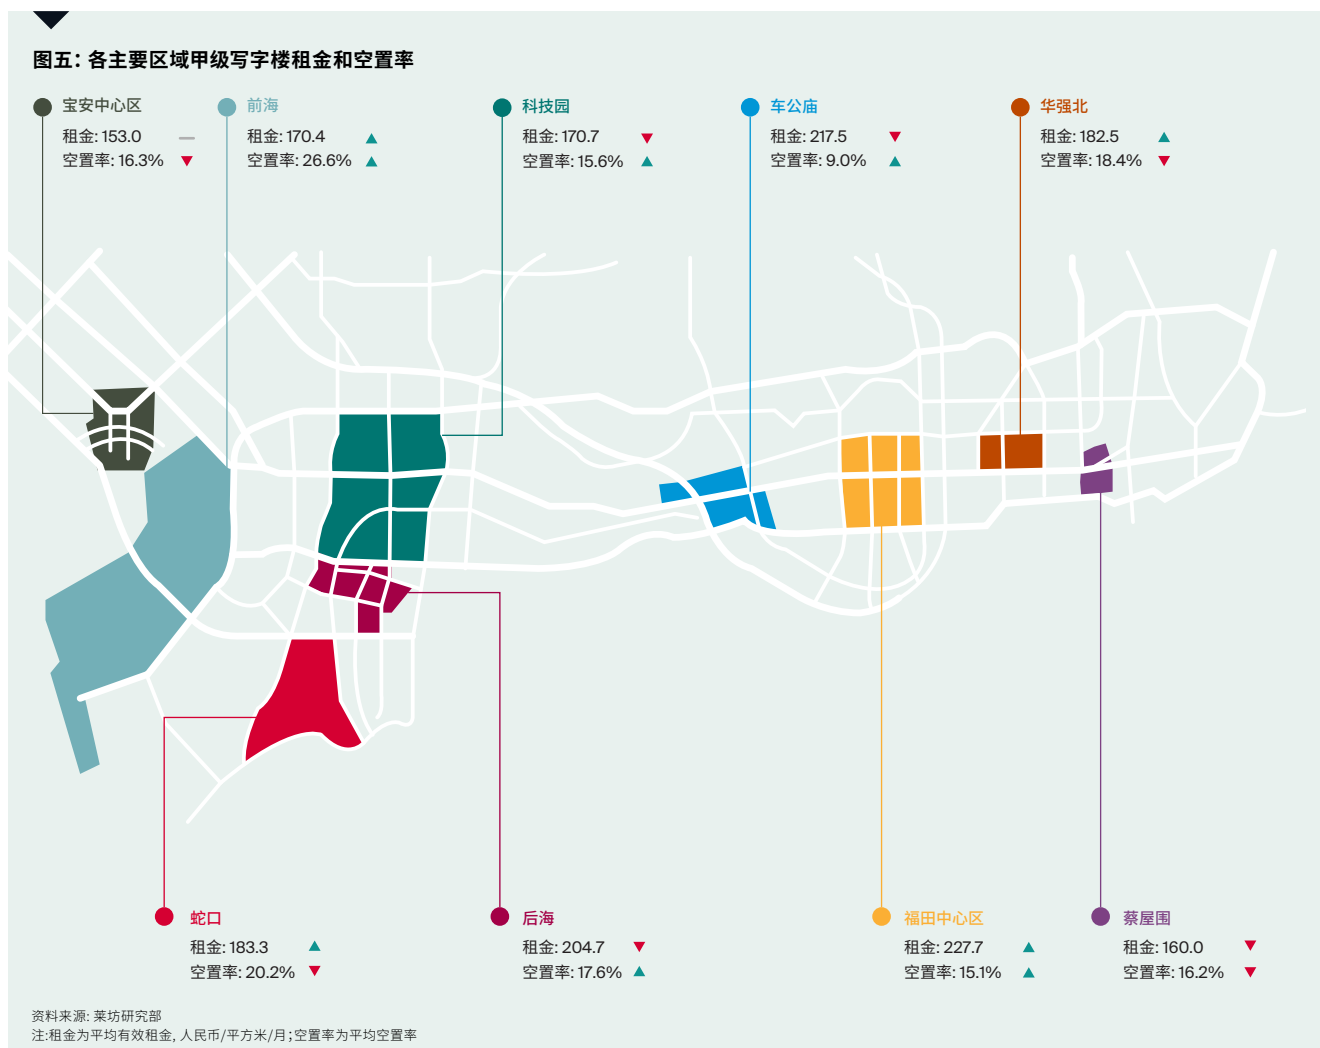 图五：各主要区域甲级写字楼租金和空置率
宝安中心区
租金: 153.0
空置率: 16.3%
前海
租金: 170.4
空置率: 26.6%
科技园
租金: 170.7
空置率: 15.6%
车公庙
租金: 217.5
空置率: 9.0%
华强北
租金: 182.5
空置率: 18.4%
蛇口
租金: 183.3
空置率: 20.2%
后海
租金: 204.7
空置率: 17.6%
福田中心区
租金: 227.7
空置率: 15.1%
蔡屋围
租金: 160.0
空置率: 16.2%
资料来源: 莱坊研究部
注:租金为平均有效租金, 人民币/平方米/月；空置率为平均空置率